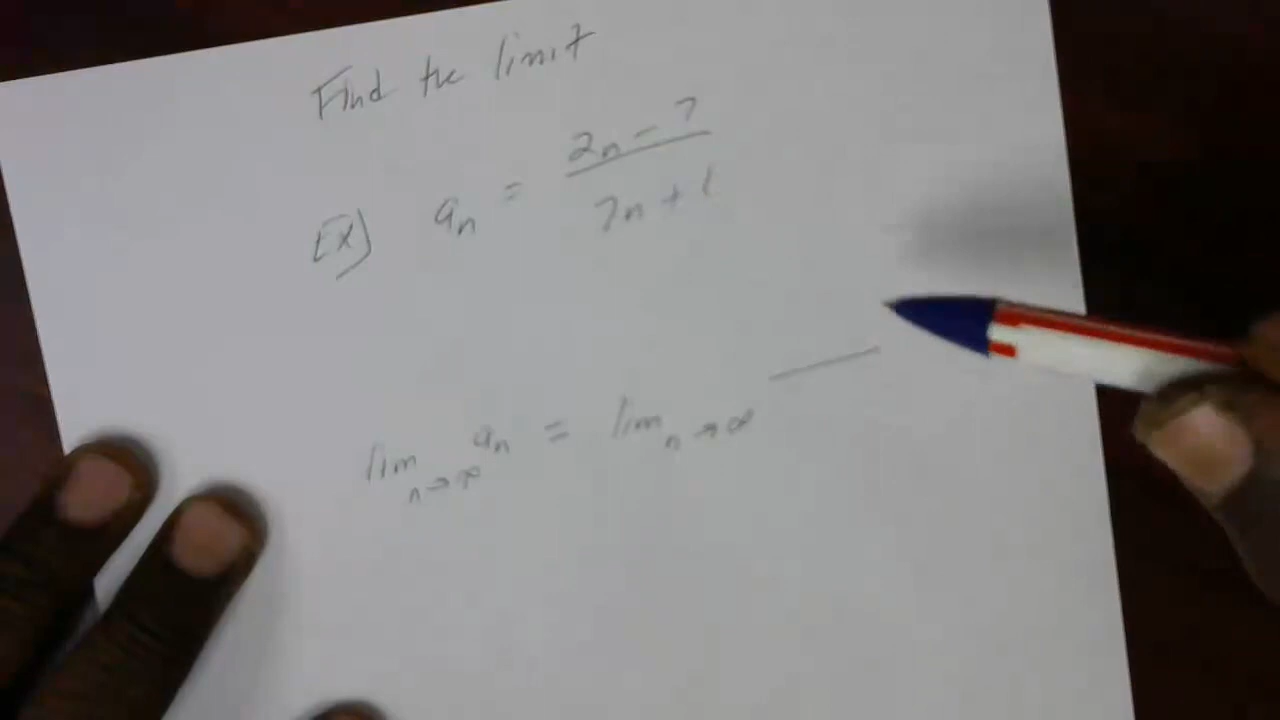 Find the limit
EX) aₙ = (2n - 7)/(7n + 1)
lim n→∞ aₙ = lim n→∞